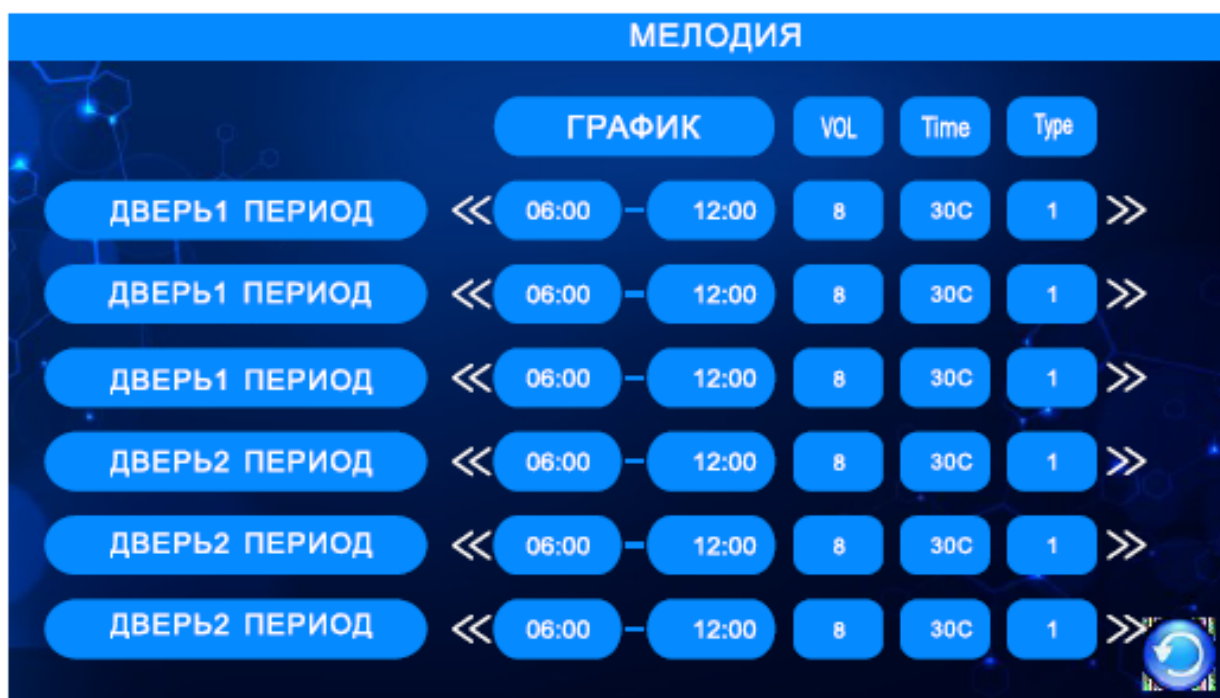 МЕЛОДИЯ
ГРАФИК VOL Time Type
ДВЕРЬ1 ПЕРИОД 06:00 – 12:00 8 30С 1
ДВЕРЬ1 ПЕРИОД 06:00 – 12:00 8 30С 1
ДВЕРЬ1 ПЕРИОД 06:00 – 12:00 8 30С 1
ДВЕРЬ2 ПЕРИОД 06:00 – 12:00 8 30С 1
ДВЕРЬ2 ПЕРИОД 06:00 – 12:00 8 30С 1
ДВЕРЬ2 ПЕРИОД 06:00 – 12:00 8 30С 1